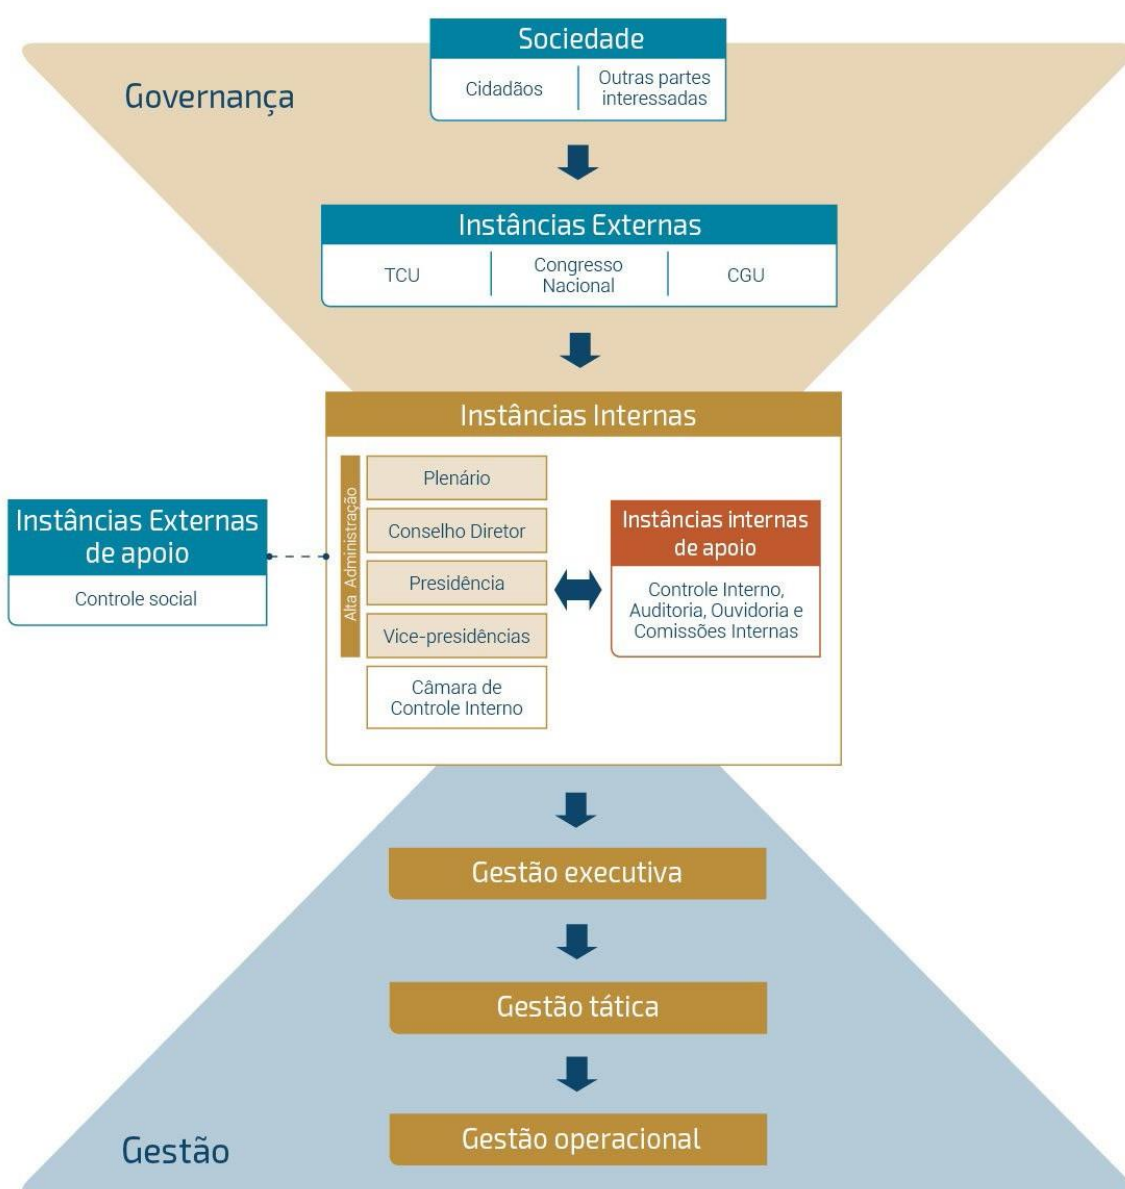 Sociedade
Governança
Cidadãos
Outras partes
interessadas
Instâncias Externas
TCU
Congresso
Nacional
CGU
Instâncias Internas
Alta Administração
Plenário
Conselho Diretor
Presidência
Vice-presidências
Câmara de
Controle Interno
Instâncias Externas
de apoio
Controle social
Instâncias internas
de apoio
Controle Interno,
Auditoria, Ouvidoria e
Comissões Internas
Gestão executiva
Gestão tática
Gestão operacional
Gestão